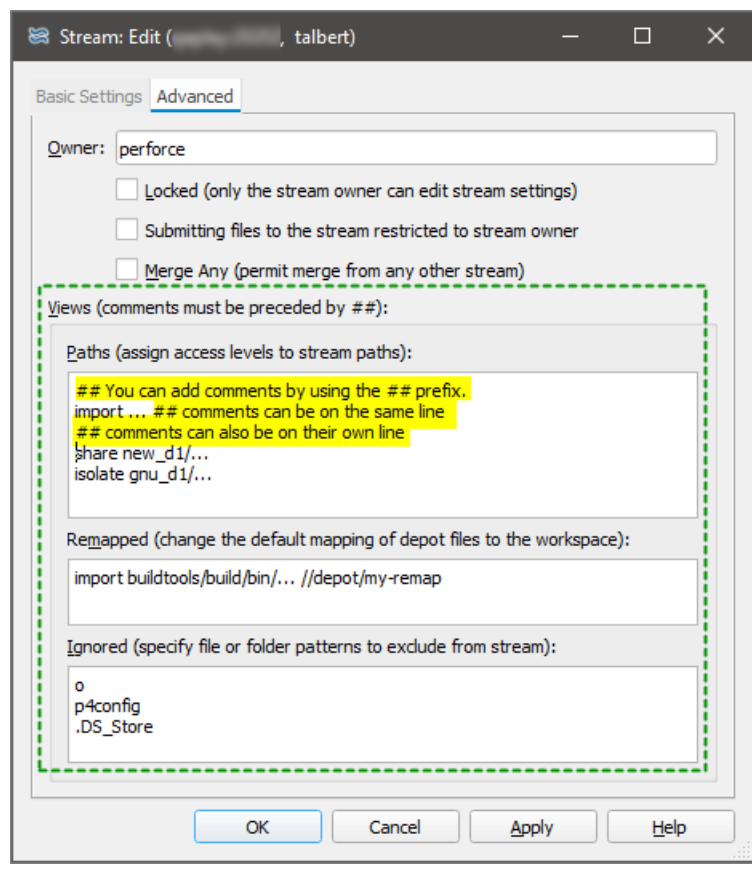 Stream: Edit ( , talbert)
Basic Settings Advanced
Owner: perforce
Locked (only the stream owner can edit stream settings)
Submitting files to the stream restricted to stream owner
Merge Any (permit merge from any other stream)
Views (comments must be preceded by ##):
Paths (assign access levels to stream paths):
## You can add comments by using the ## prefix.
import ... ## comments can be on the same line
## comments can also be on their own line
share new_d1/...
isolate gnu_d1/...
Remapped (change the default mapping of depot files to the workspace):
import buildtools/build/bin/... //depot/my-remap
Ignored (specify file or folder patterns to exclude from stream):
o
p4config
.DS_Store
OK Cancel Apply Help